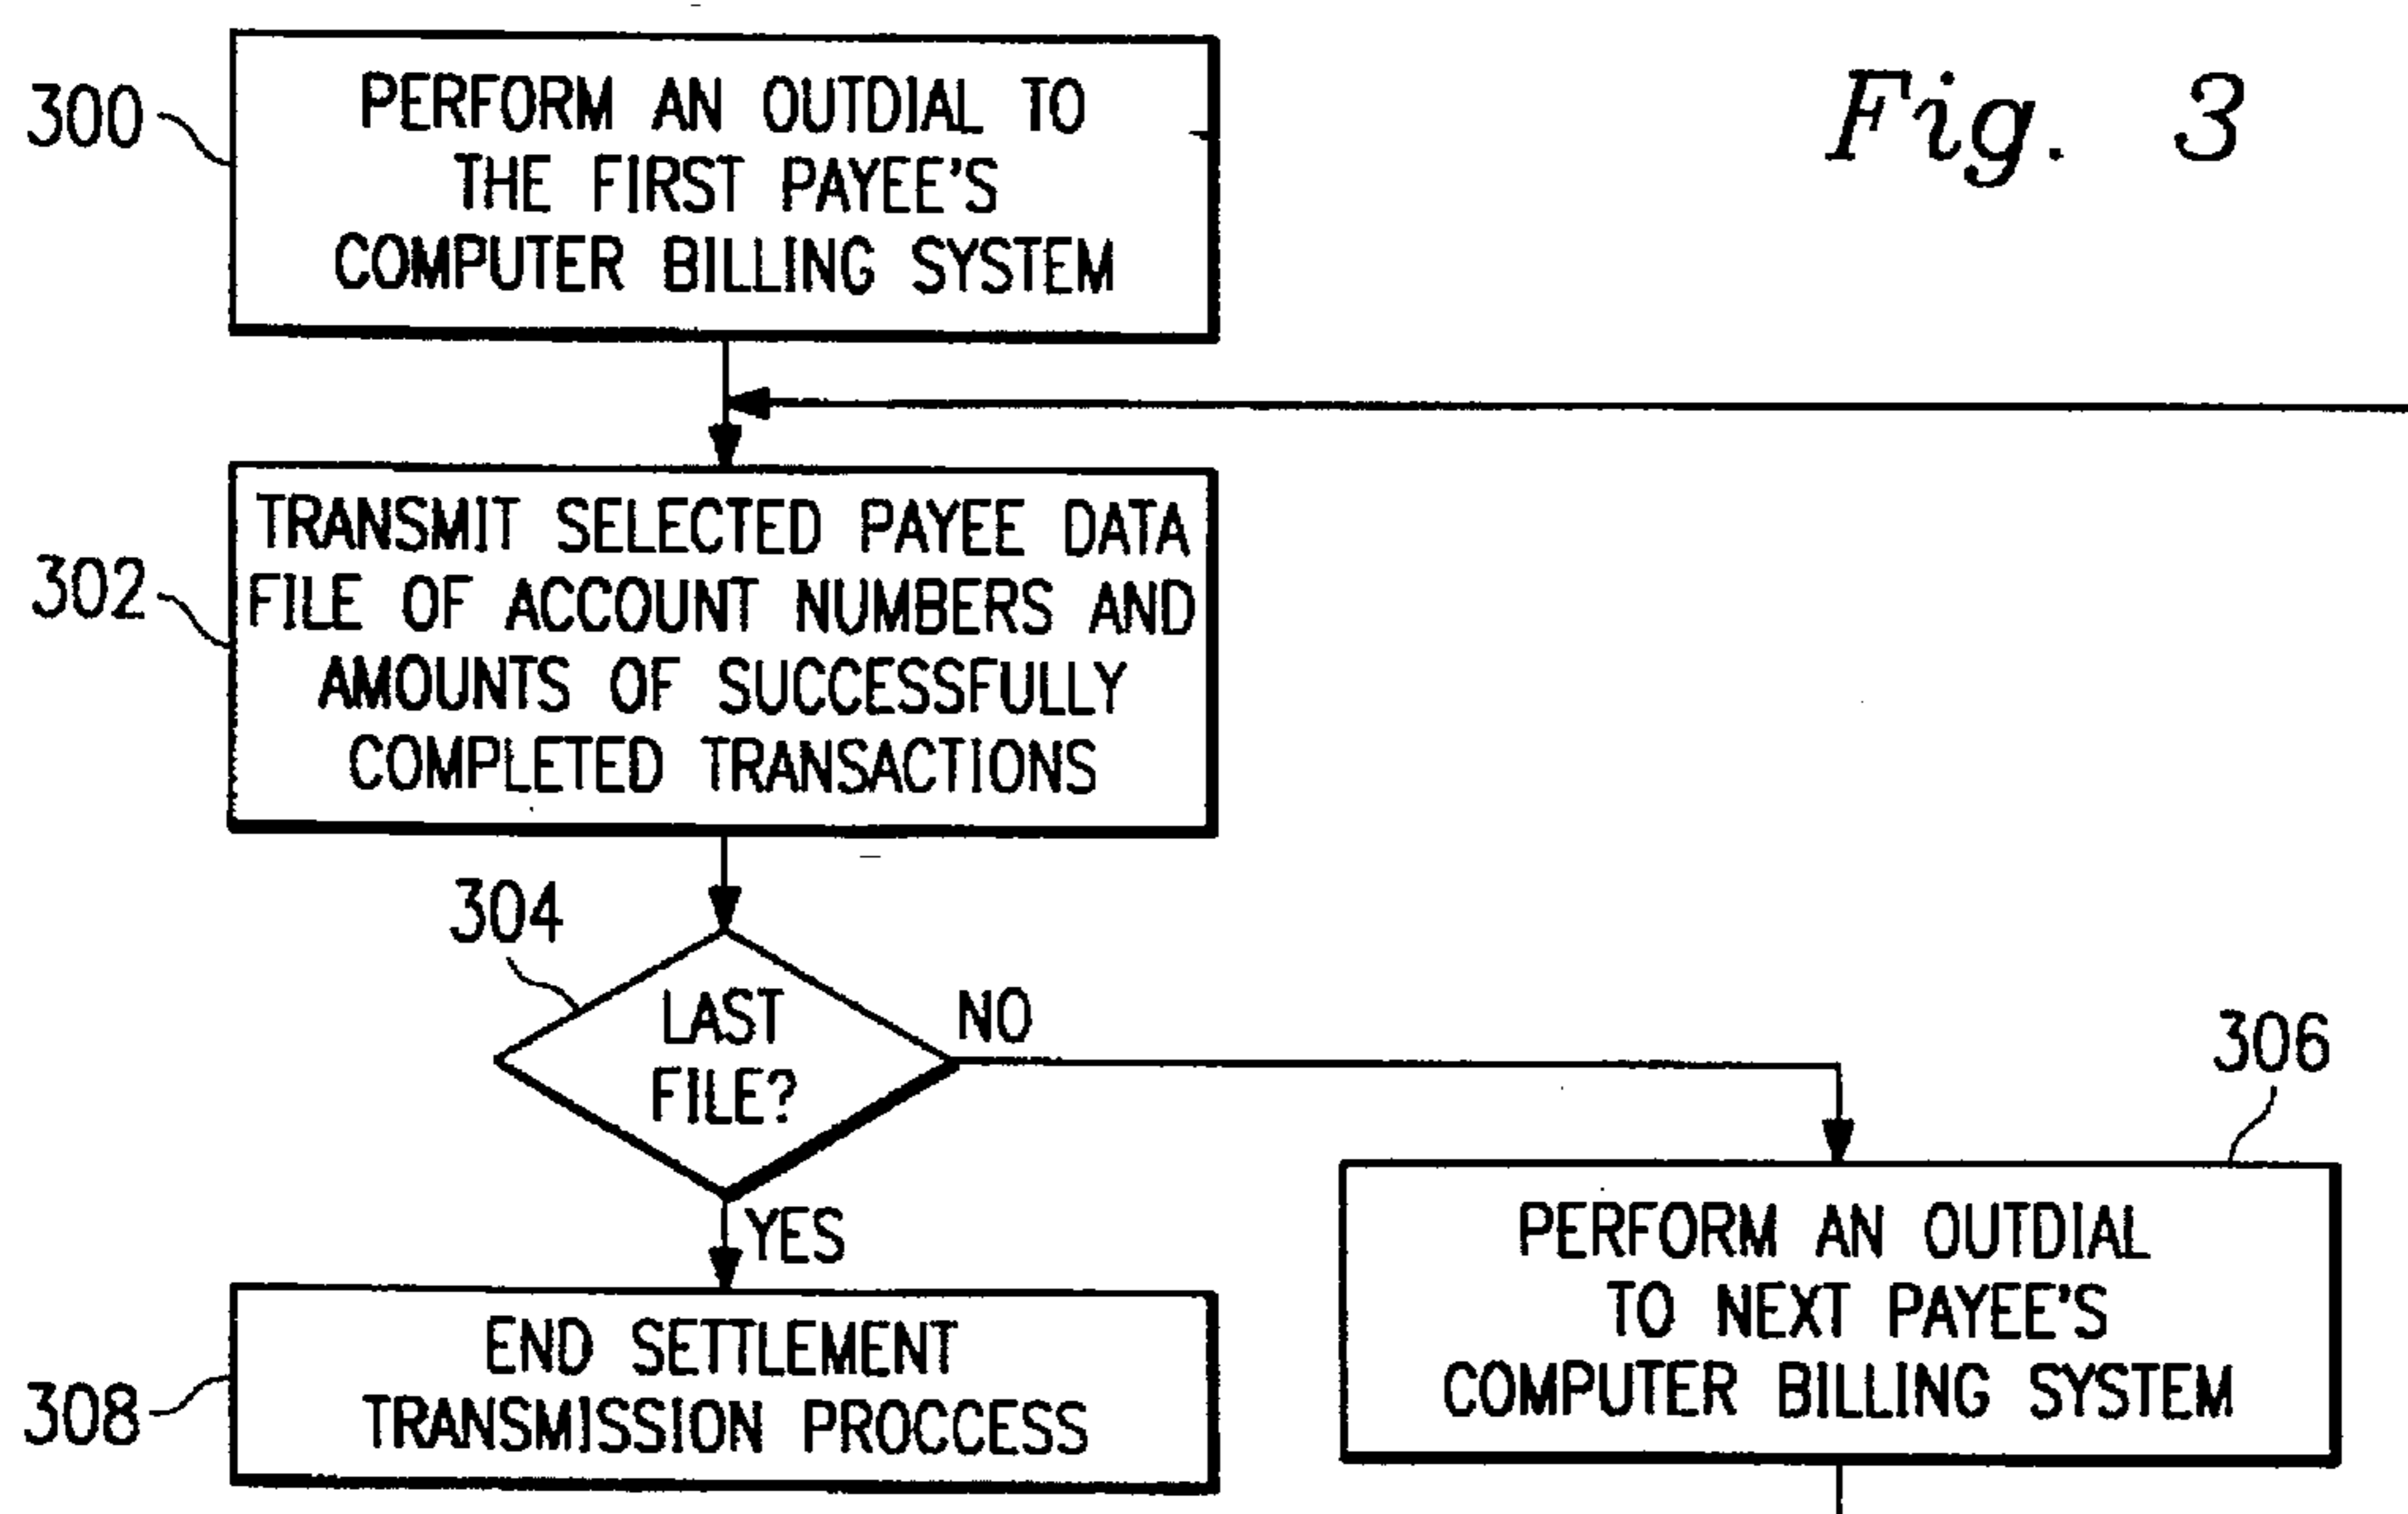 Fig. 3
300
PERFORM AN OUTDIAL TO
THE FIRST PAYEE'S
COMPUTER BILLING SYSTEM
302
TRANSMIT SELECTED PAYEE DATA
FILE OF ACCOUNT NUMBERS AND
AMOUNTS OF SUCCESSFULLY
COMPLETED TRANSACTIONS
304
LAST
FILE?
NO
YES
306
PERFORM AN OUTDIAL
TO NEXT PAYEE'S
COMPUTER BILLING SYSTEM
308
END SETTLEMENT
TRANSMISSION PROCCESS